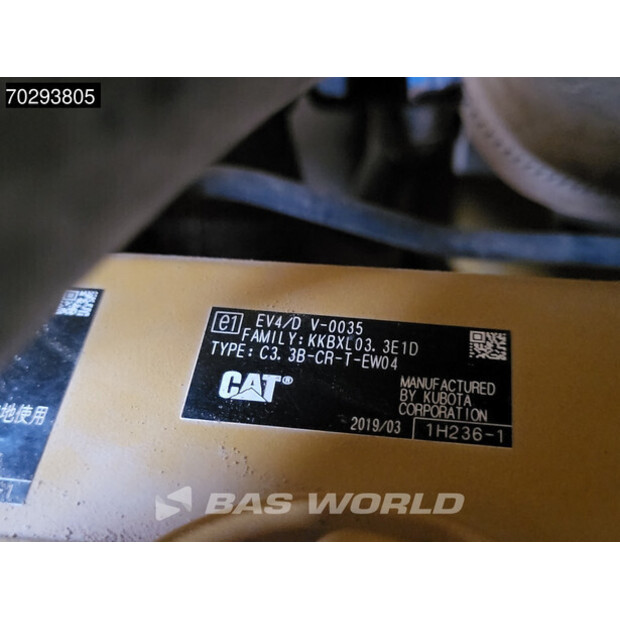 70293805
e1 EV4/D V-0035
FAMILY: KKBXL03. 3E1D
TYPE: C3. 3B-CR-T-EW04
CAT®
MANUFACTURED
BY KUBOTA
CORPORATION
2019/03 1H236-1
地使用
BAS WORLD